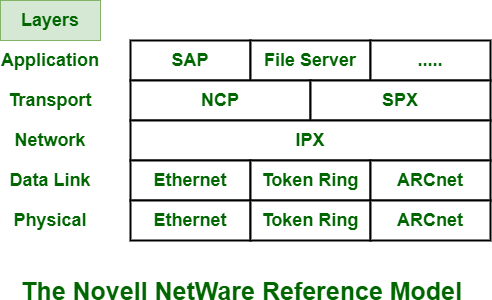 Layers
Application SAP File Server .....
Transport NCP SPX
Network IPX
Data Link Ethernet Token Ring ARCnet
Physical Ethernet Token Ring ARCnet
The Novell NetWare Reference Model